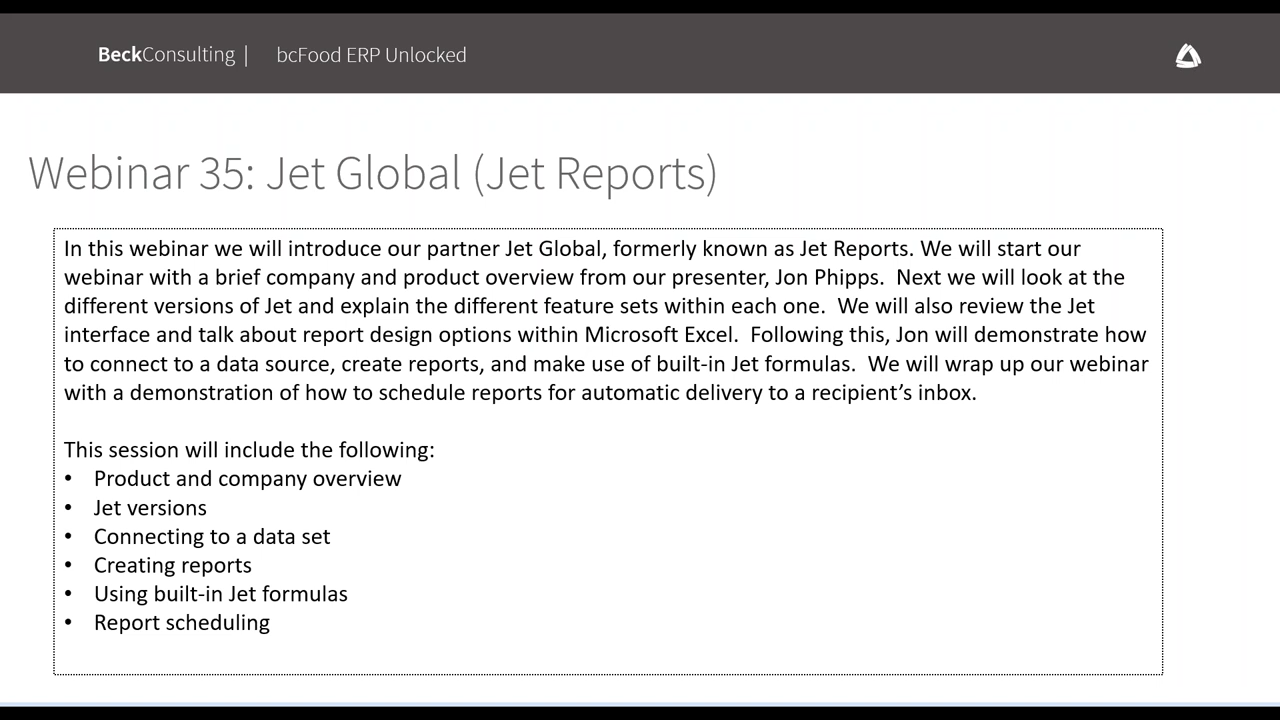 BeckConsulting | bcFood ERP Unlocked
Webinar 35: Jet Global (Jet Reports)
In this webinar we will introduce our partner Jet Global, formerly known as Jet Reports. We will start our
webinar with a brief company and product overview from our presenter, Jon Phipps.  Next we will look at the
different versions of Jet and explain the different feature sets within each one.  We will also review the Jet
interface and talk about report design options within Microsoft Excel.  Following this, Jon will demonstrate how
to connect to a data source, create reports, and make use of built-in Jet formulas.  We will wrap up our webinar
with a demonstration of how to schedule reports for automatic delivery to a recipient’s inbox.
This session will include the following:
• Product and company overview
• Jet versions
• Connecting to a data set
• Creating reports
• Using built-in Jet formulas
• Report scheduling